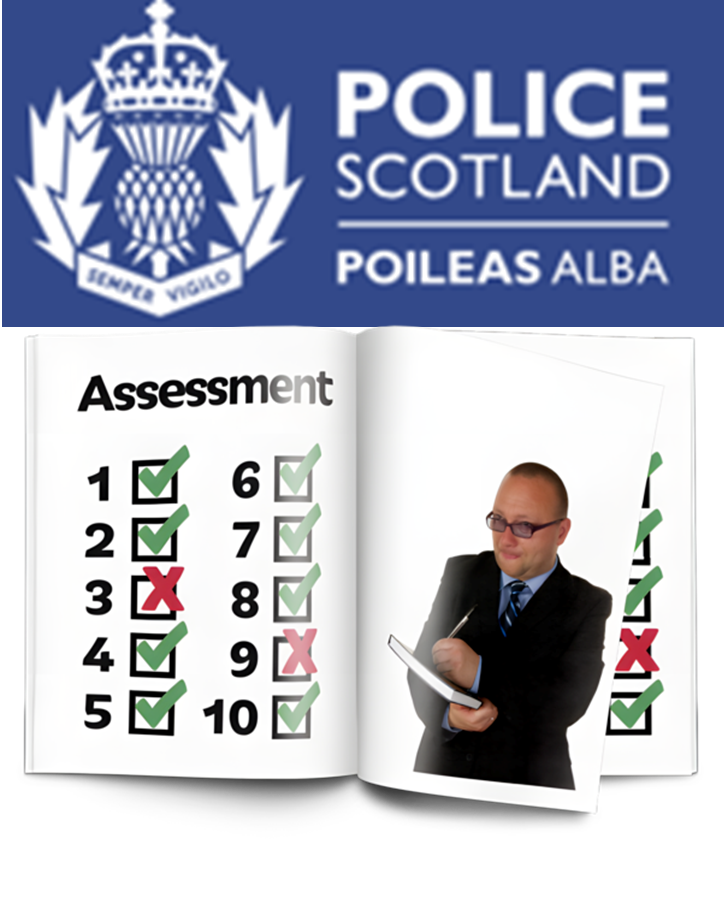 POLICE
SCOTLAND
POILEAS ALBA
SEMPER VIGILO
Assessment
1
2
3
4
5
6
7
8
9
10